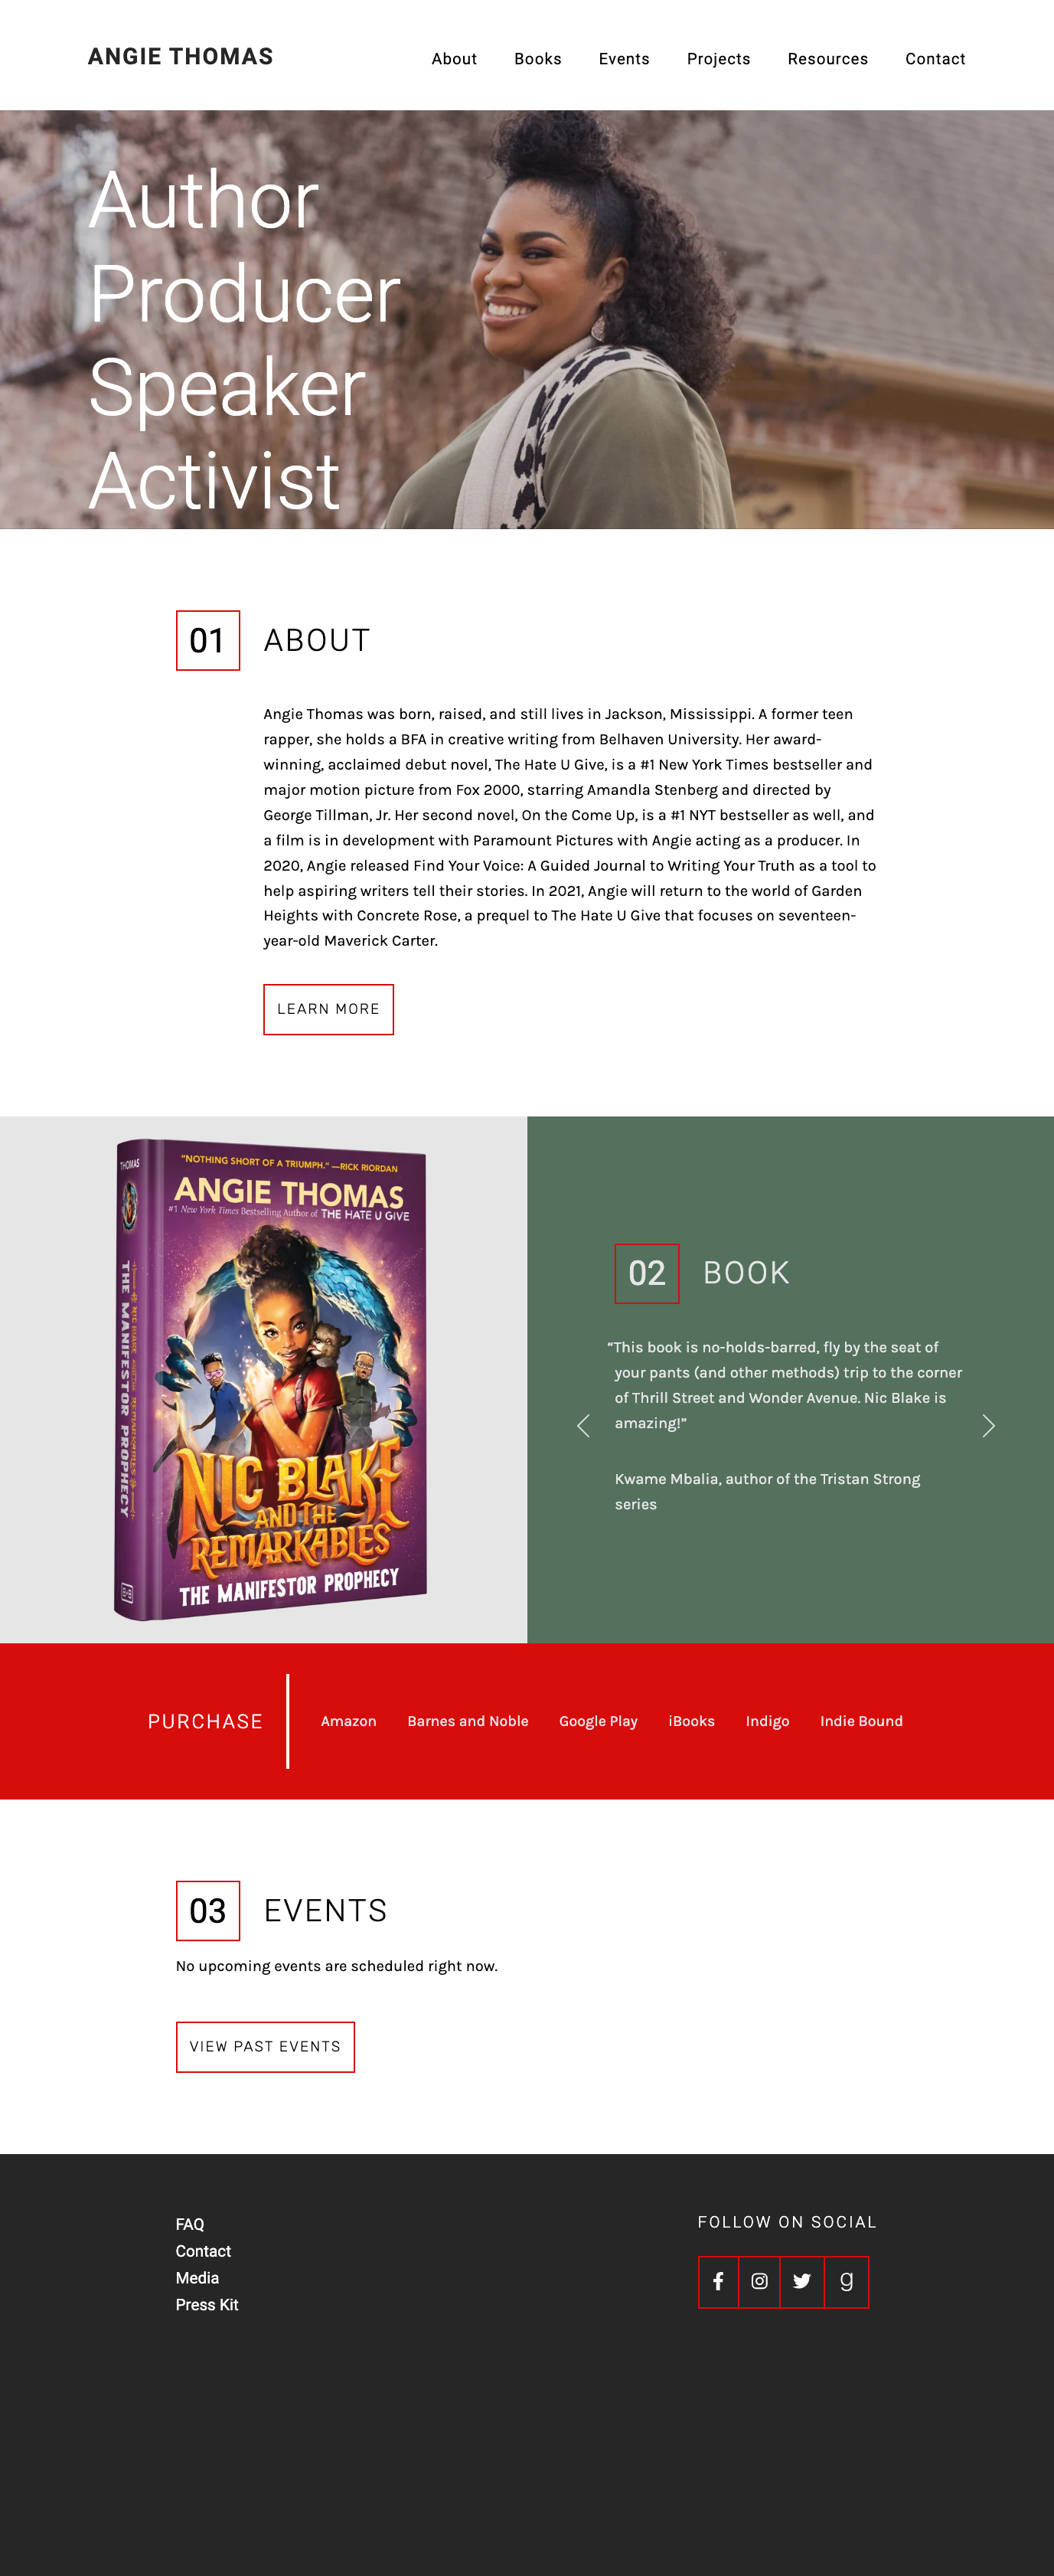 ANGIE THOMAS
About
Books
Events
Projects
Resources
Contact
Author
Producer
Speaker
Activist
01
ABOUT
Angie Thomas was born, raised, and still lives in Jackson, Mississippi. A former teen
rapper, she holds a BFA in creative writing from Belhaven University. Her award-
winning, acclaimed debut novel, The Hate U Give, is a #1 New York Times bestseller and
major motion picture from Fox 2000, starring Amandla Stenberg and directed by
George Tillman, Jr. Her second novel, On the Come Up, is a #1 NYT bestseller as well, and
a film is in development with Paramount Pictures with Angie acting as a producer. In
2020, Angie released Find Your Voice: A Guided Journal to Writing Your Truth as a tool to
help aspiring writers tell their stories. In 2021, Angie will return to the world of Garden
Heights with Concrete Rose, a prequel to The Hate U Give that focuses on seventeen-
year-old Maverick Carter.
LEARN MORE
THOMAS
THE MANIFESTOR PROPHECY
NIC BLAKE AND THE REMARKABLES
"NOTHING SHORT OF A TRIUMPH." —RICK RIORDAN
ANGIE THOMAS
#1 New York Times Bestselling Author of THE HATE U GIVE
NIC BLAKE
AND THE
REMARKABLES
THE MANIFESTOR PROPHECY
02
BOOK
“This book is no-holds-barred, fly by the seat of
your pants (and other methods) trip to the corner
of Thrill Street and Wonder Avenue. Nic Blake is
amazing!”
Kwame Mbalia, author of the Tristan Strong
series
PURCHASE
Amazon
Barnes and Noble
Google Play
iBooks
Indigo
Indie Bound
03
EVENTS
No upcoming events are scheduled right now.
VIEW PAST EVENTS
FAQ
Contact
Media
Press Kit
FOLLOW ON SOCIAL